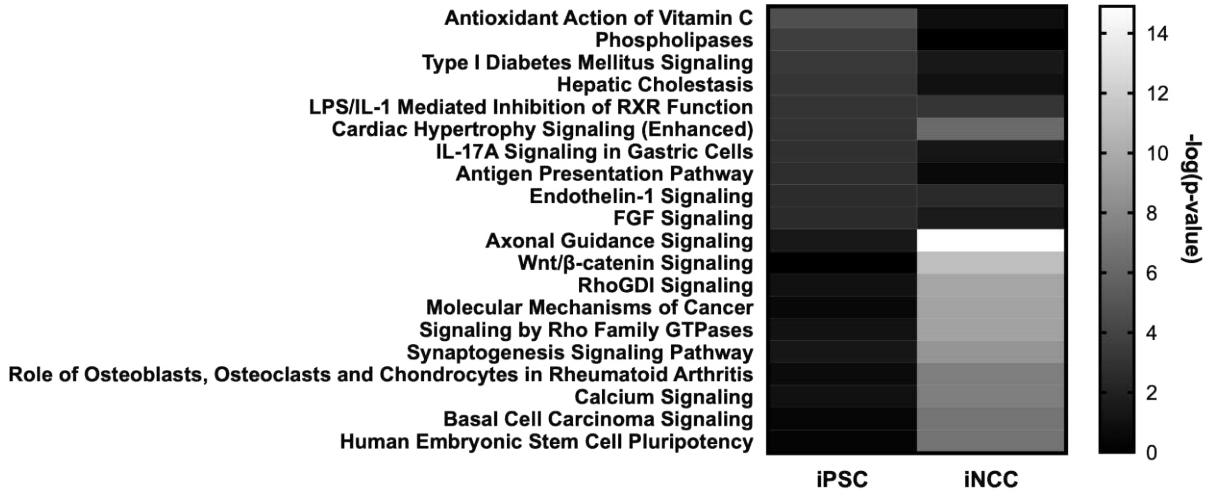 Antioxidant Action of Vitamin C
Phospholipases
Type I Diabetes Mellitus Signaling
Hepatic Cholestasis
LPS/IL-1 Mediated Inhibition of RXR Function
Cardiac Hypertrophy Signaling (Enhanced)
IL-17A Signaling in Gastric Cells
Antigen Presentation Pathway
Endothelin-1 Signaling
FGF Signaling
Axonal Guidance Signaling
Wnt/β-catenin Signaling
RhoGDI Signaling
Molecular Mechanisms of Cancer
Signaling by Rho Family GTPases
Synaptogenesis Signaling Pathway
Role of Osteoblasts, Osteoclasts and Chondrocytes in Rheumatoid Arthritis
Calcium Signaling
Basal Cell Carcinoma Signaling
Human Embryonic Stem Cell Pluripotency
iPSC iNCC
14
12
10
8
6
4
2
0
-log(p-value)